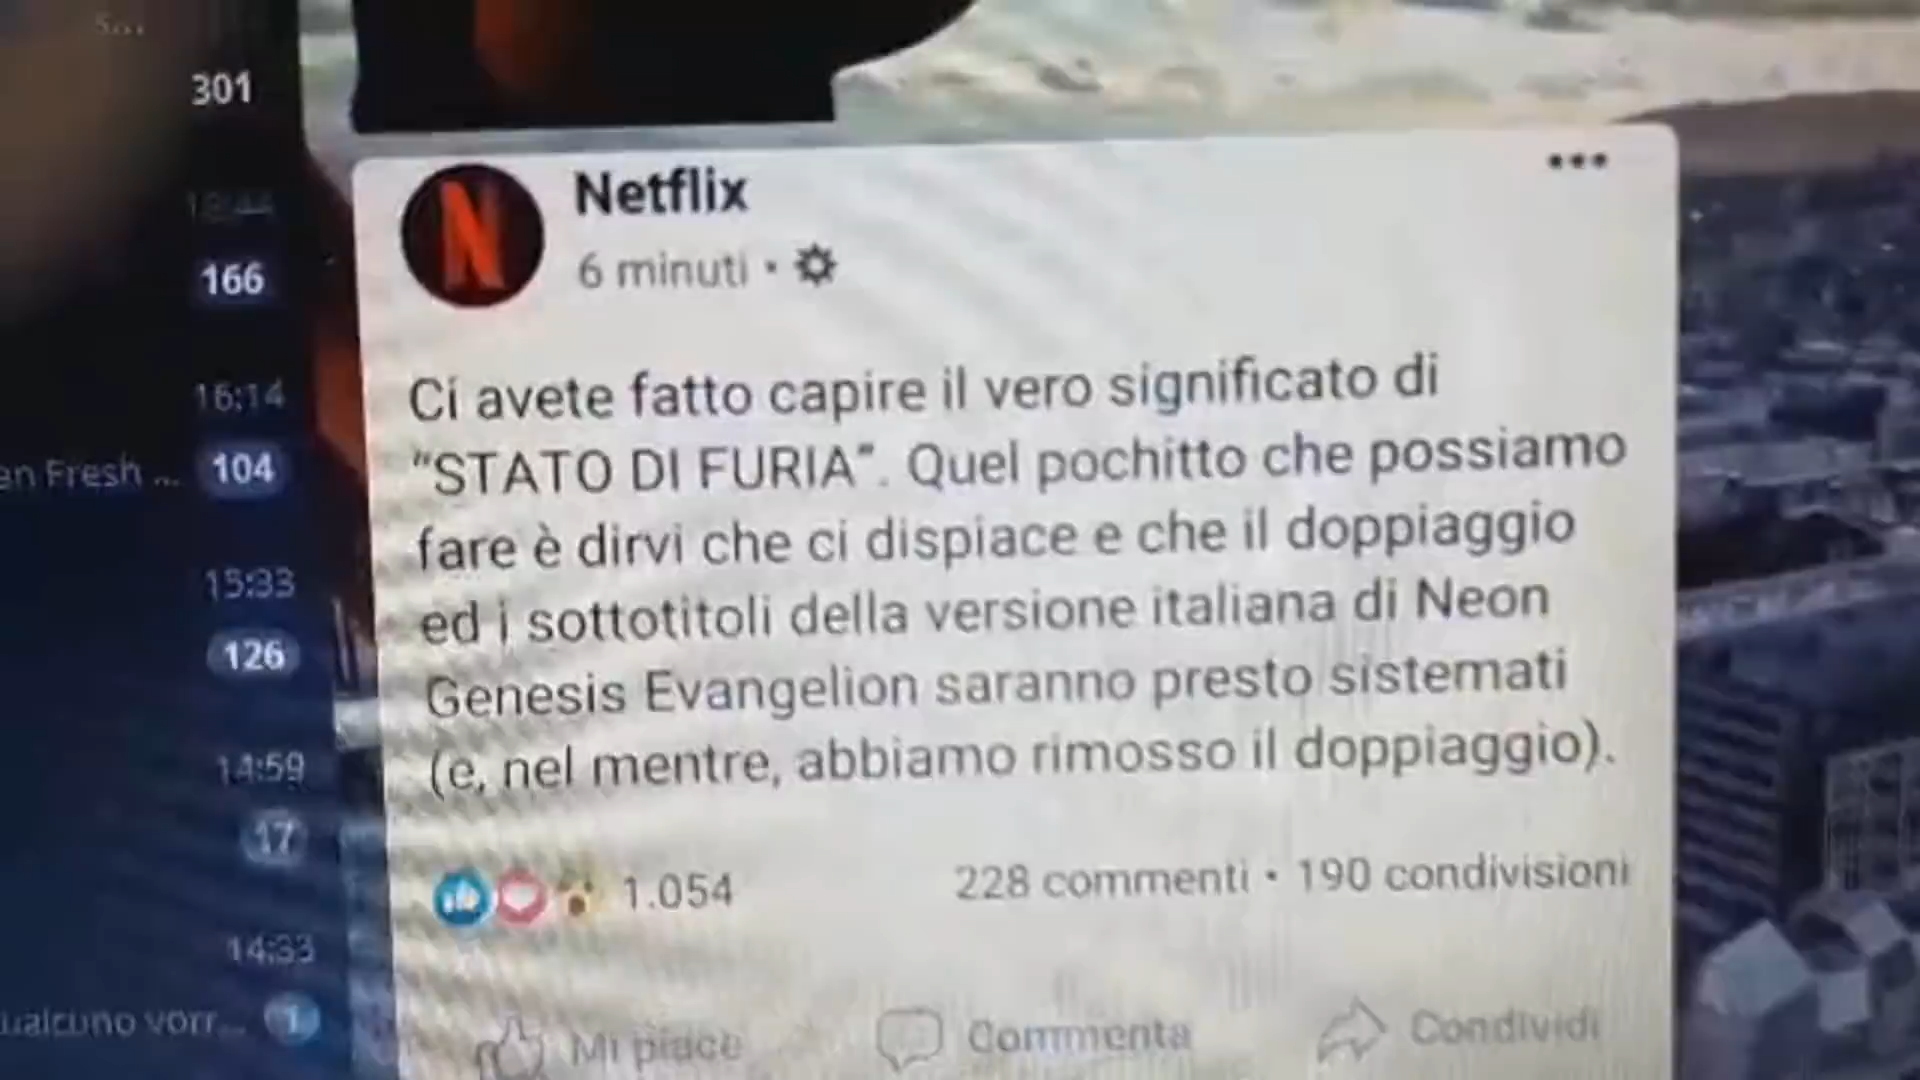 301
166
16:14
en Fresh ... 104
15:33
126
14:59
17
14:33
ualcuno vorr... 1
Netflix
6 minuti •
Ci avete fatto capire il vero significato di
"STATO DI FURIA". Quel pochitto che possiamo
fare è dirvi che ci dispiace e che il doppiaggio
ed i sottotitoli della versione italiana di Neon
Genesis Evangelion saranno presto sistemati
(e, nel mentre, abbiamo rimosso il doppiaggio).
1.054
228 commenti • 190 condivisioni
Mi piace
Commenta
Condividi